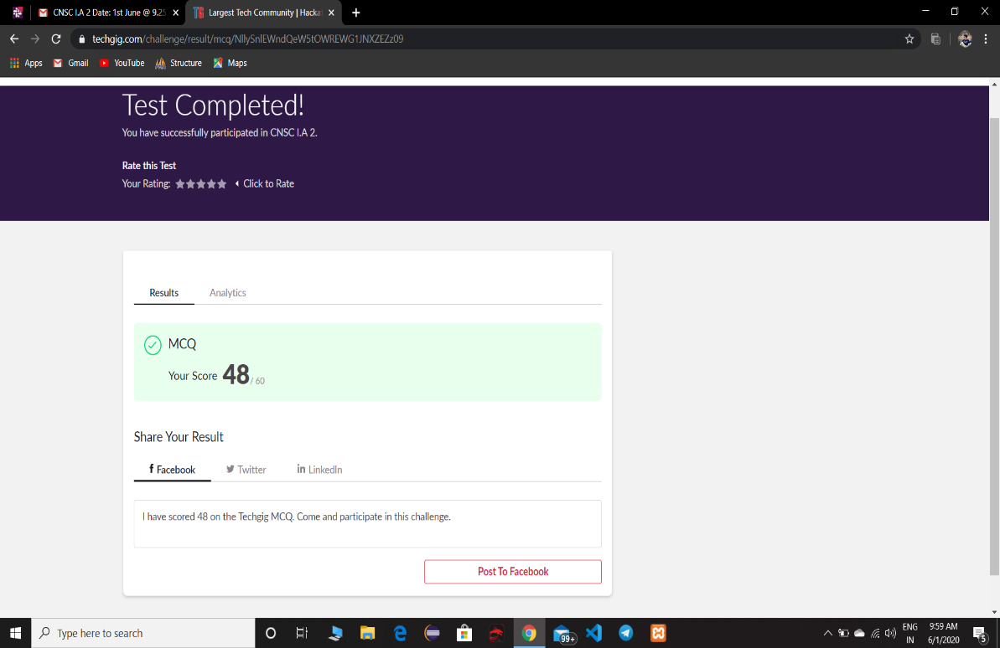 CNSC I.A 2 Date: 1st June @ 9.25
Largest Tech Community | Hacka
techgig.com/challenge/result/mcq/
Apps Gmail YouTube Structure Maps
Test Completed!
You have successfully participated in CNSC I.A 2.
Rate this Test
Your Rating: Click to Rate
Results Analytics
MCQ
Your Score 48 / 60
Share Your Result
Facebook Twitter LinkedIn
I have scored 48 on the Techgig MCQ. Come and participate in this challenge.
Post To Facebook
Type here to search
99+
ENG
IN
9:59 AM
6/1/2020
5